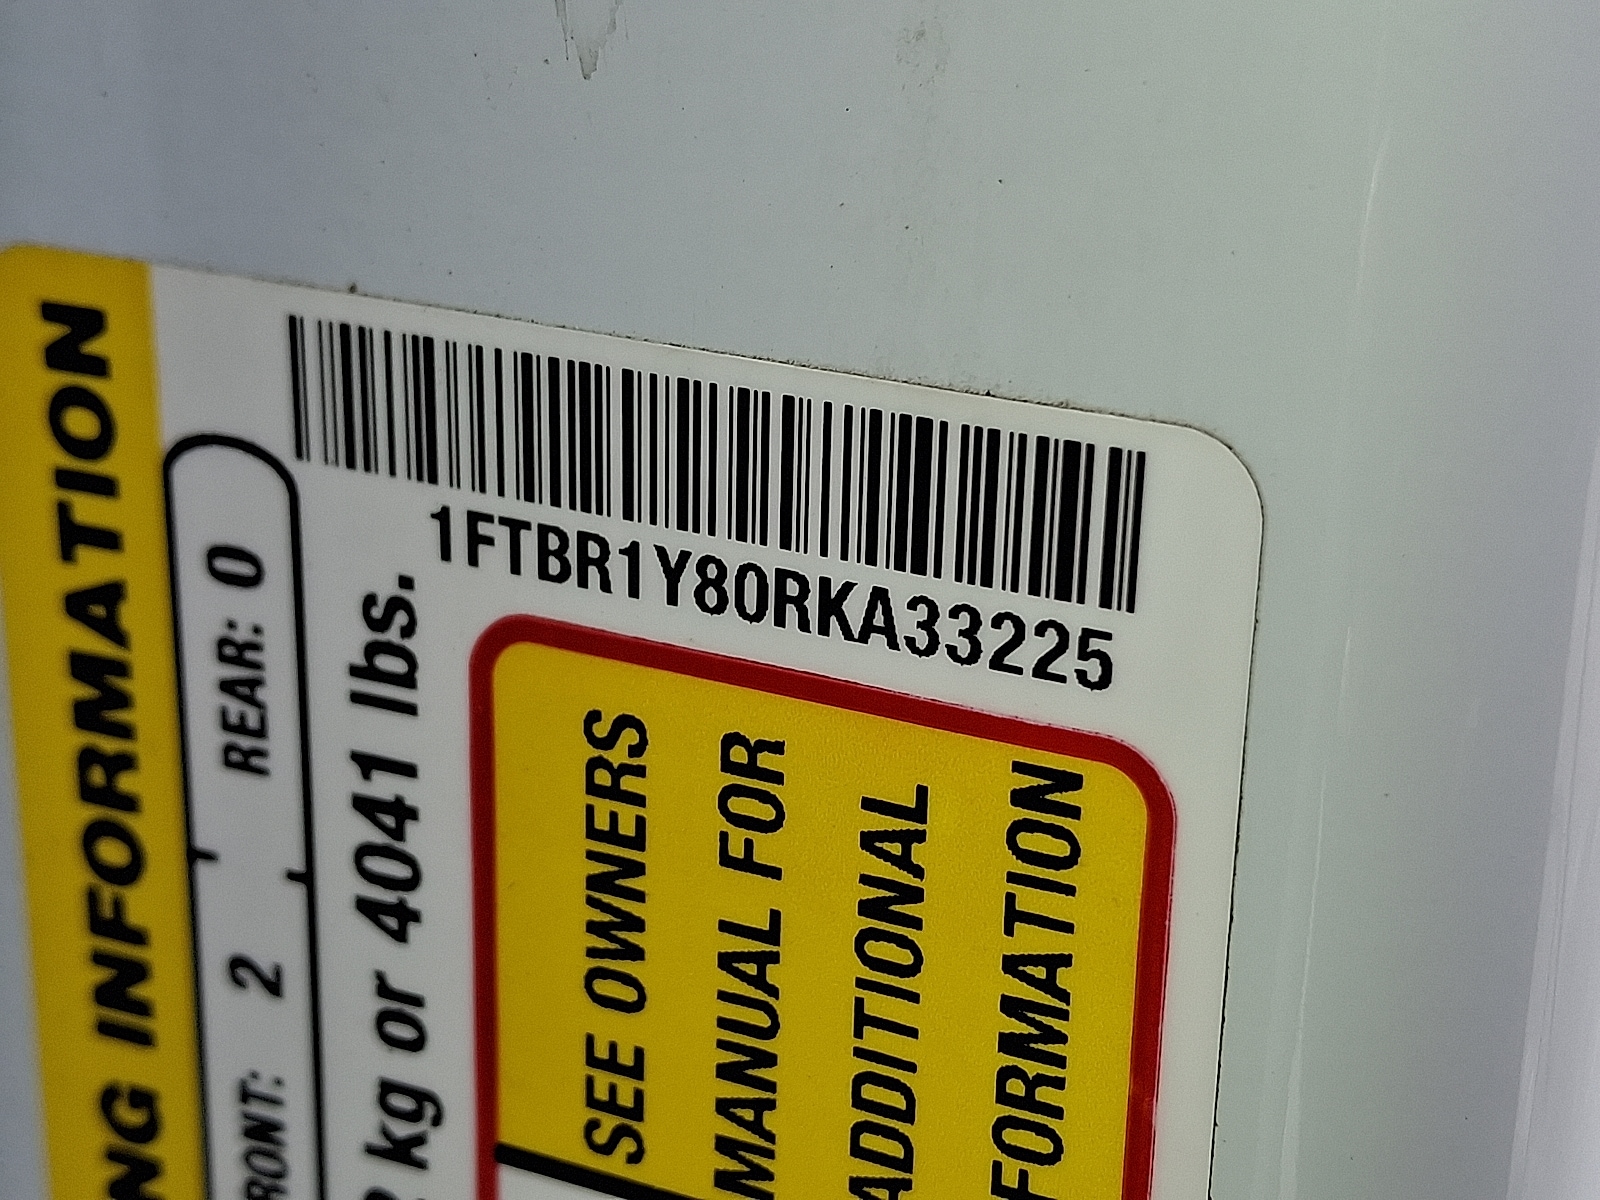 1FTBR1Y80RKA33225
NG INFORMATION
RONT: 2 REAR: 0
kg or 4041 lbs.
SEE OWNERS
MANUAL FOR
ADDITIONAL
FORMATION